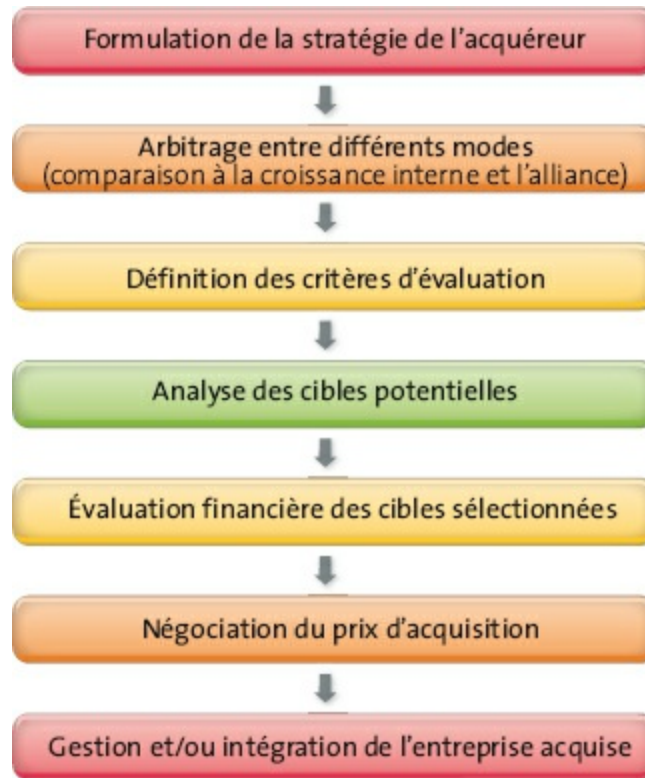 Formulation de la stratégie de l’acquéreur
Arbitrage entre différents modes
(comparaison à la croissance interne et l’alliance)
Définition des critères d’évaluation
Analyse des cibles potentielles
Évaluation financière des cibles sélectionnées
Négociation du prix d’acquisition
Gestion et/ou intégration de l’entreprise acquise